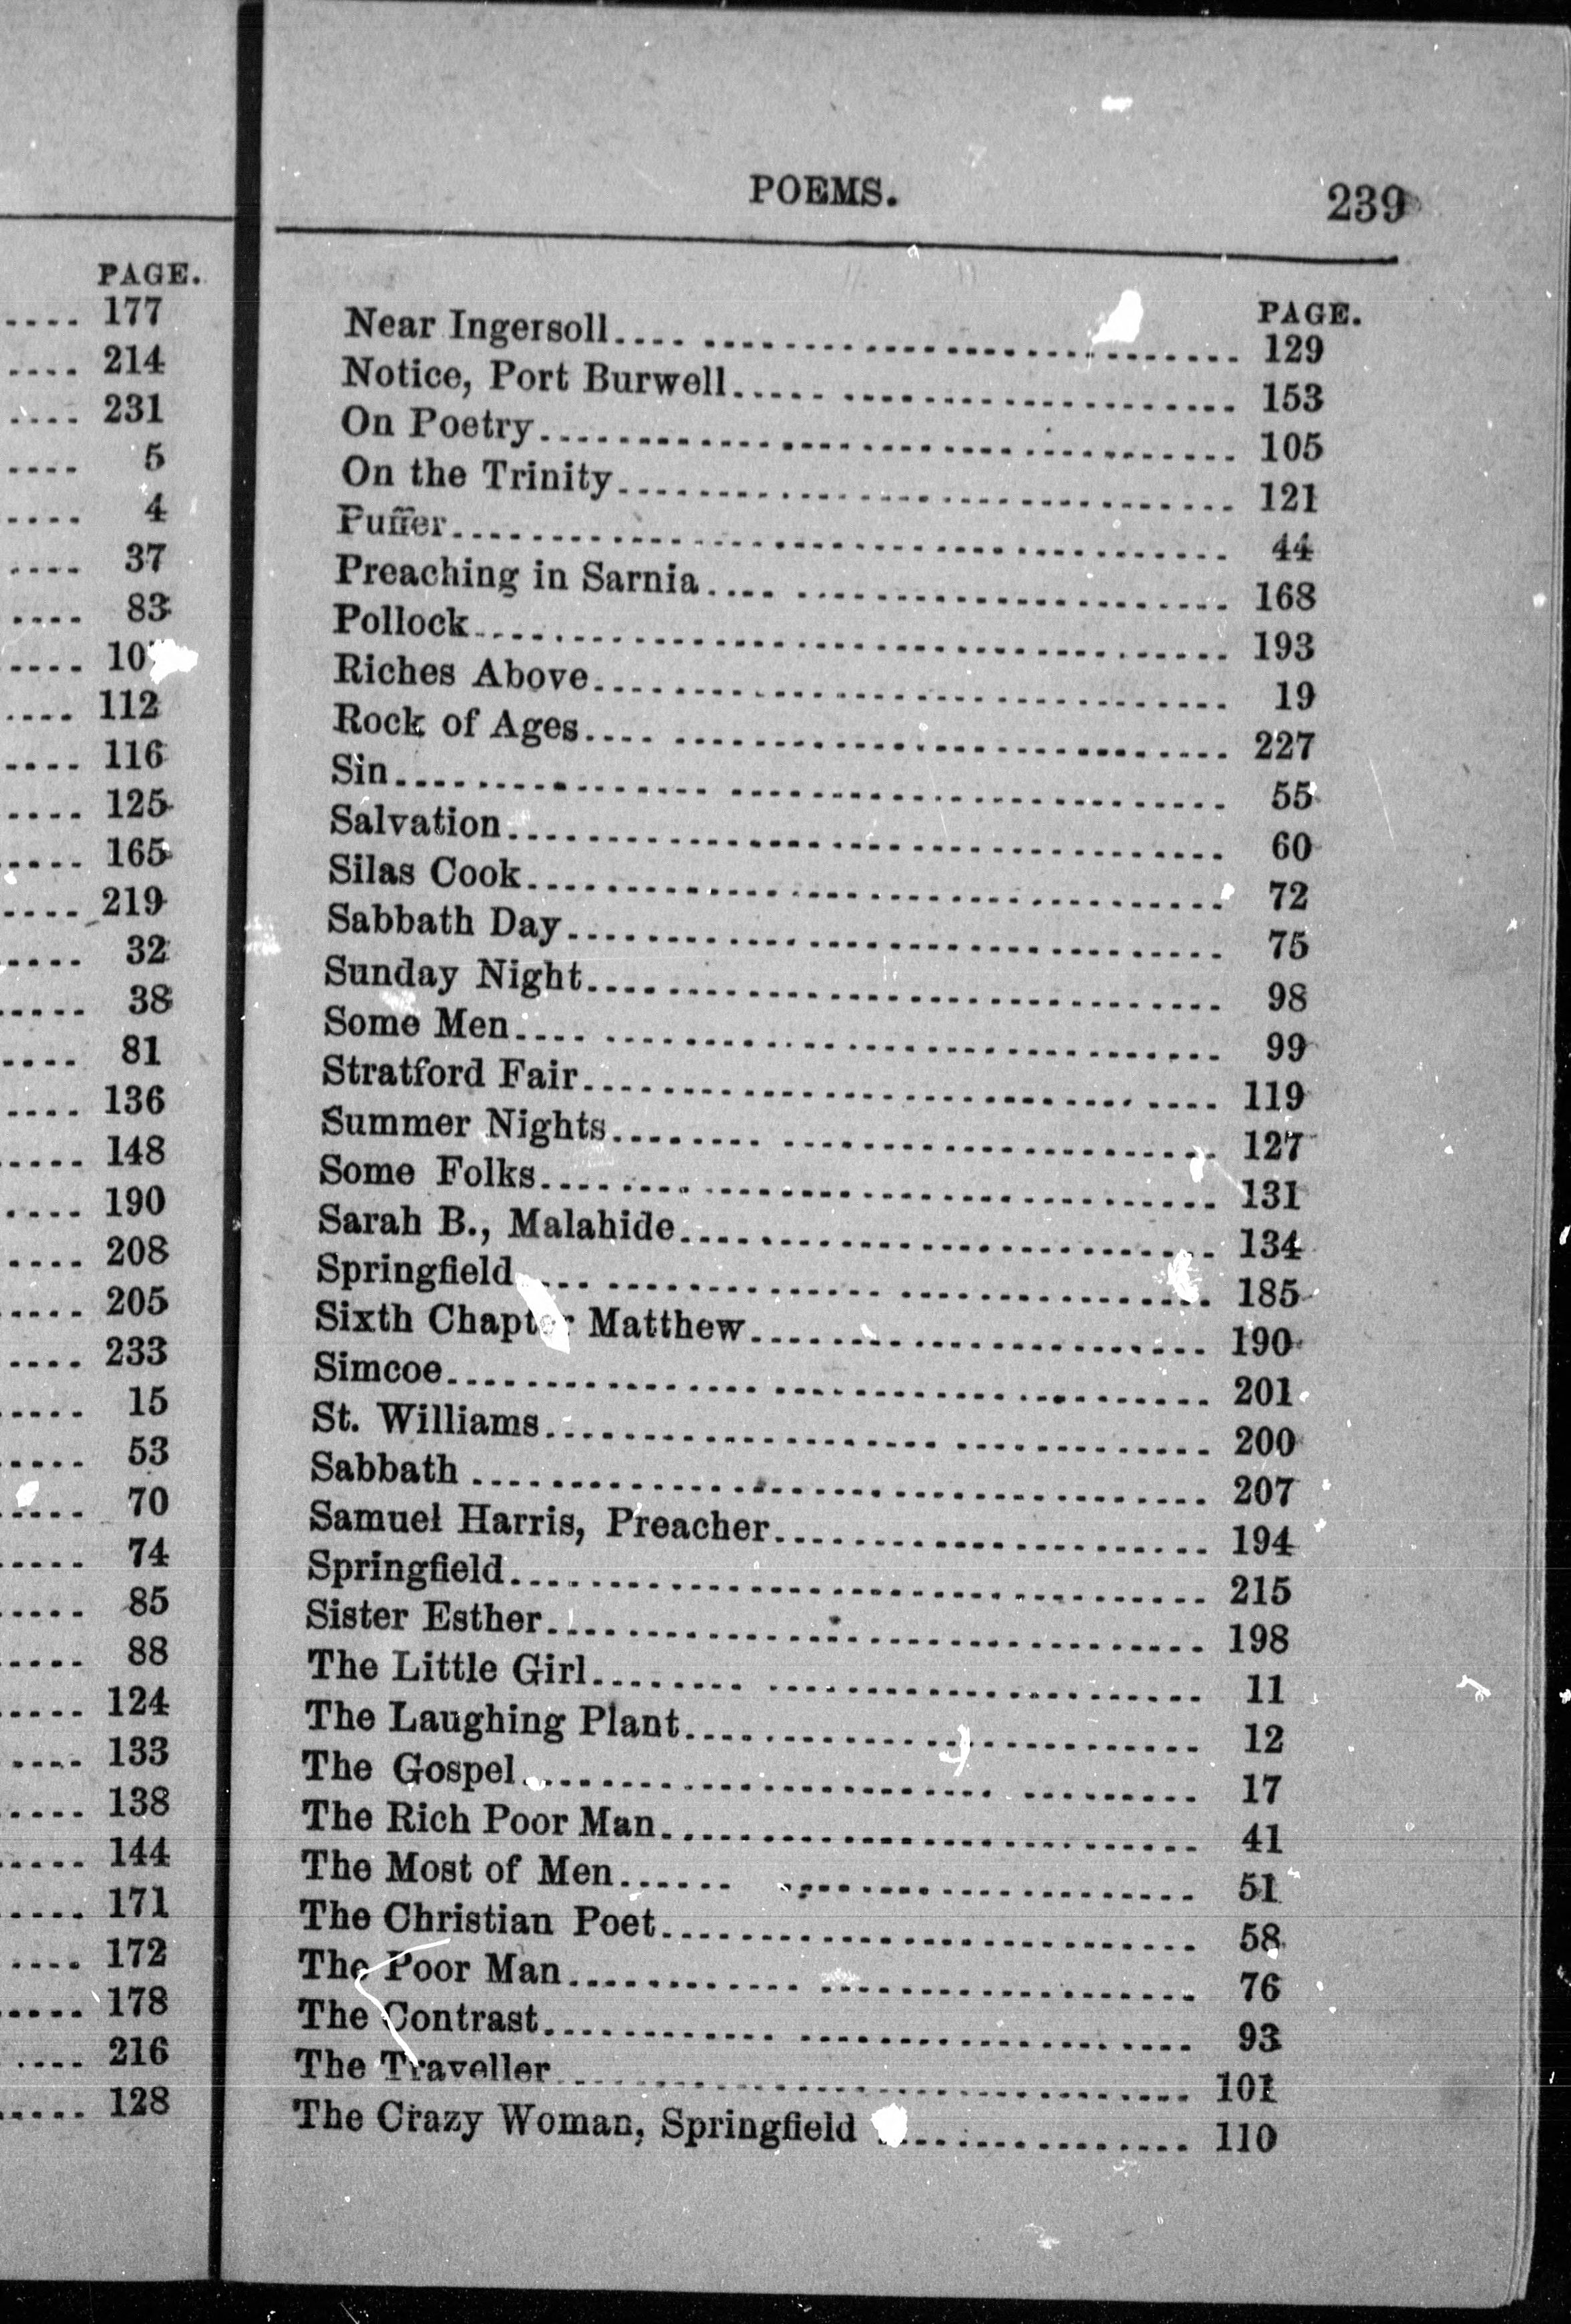 PAGE.
.... 177
.... 214
.... 231
.... 5
.... 4
.... 37
.... 83
....
.... 112
.... 116
.... 125
.... 165
.... 219
.... 32
.... 38
.... 81
.... 136
.... 148
.... 190
.... 208
.... 205
.... 233
.... 15
.... 53
.... 70
.... 74
.... 85
.... 88
.... 124
.... 133
.... 138
.... 144
.... 171
.... 172
.... 178
.... 216
.... 128
POEMS. 239
PAGE.
Near Ingersoll.... 129
Notice, Port Burwell.... 153
On Poetry.... 105
On the Trinity.... 121
Puffer.... 44
Preaching in Sarnia.... 168
Pollock.... 193
Riches Above.... 19
Rock of Ages.... 227
Sin.... 55
Salvation.... 60
Silas Cook.... 72
Sabbath Day.... 75
Sunday Night.... 98
Some Men.... 99
Stratford Fair.... 119
Summer Nights.... 127
Some Folks.... 131
Sarah B., Malahide.... 134
Springfield.... 185
Sixth Chapter Matthew.... 190
Simcoe.... 201
St. Williams.... 200
Sabbath.... 207
Samuel Harris, Preacher.... 194
Springfield.... 215
Sister Esther.... 198
The Little Girl.... 11
The Laughing Plant.... 12
The Gospel.... 17
The Rich Poor Man.... 41
The Most of Men.... 51
The Christian Poet.... 58
The Poor Man.... 76
The Contrast.... 93
The Traveller.... 101
The Crazy Woman, Springfield.... 110